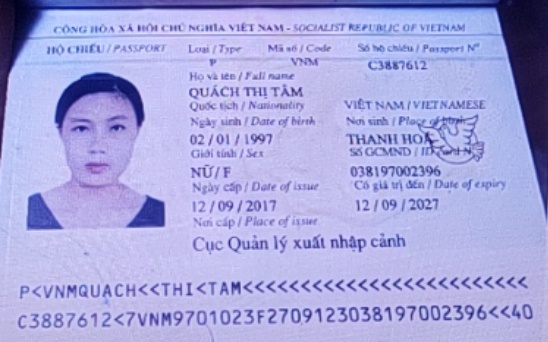 CỘNG HÒA XÃ HỘI CHỦ NGHĨA VIỆT NAM - SOCIALIST REPUBLIC OF VIETNAM
HỘ CHIẾU / PASSPORT Loại / Type Mã số / Code Số hộ chiếu / Passport Nº
P VNM C3887612
Họ và tên / Full name
QUÁCH THỊ TÂM
Quốc tịch / Nationality VIỆT NAM / VIETNAMESE
Ngày sinh / Date of birth Nơi sinh / Place of birth
02 / 01 / 1997 THANH HOÁ
Giới tính / Sex Số GCMND / ID card Nº
NỮ / F 038197002396
Ngày cấp / Date of issue Có giá trị đến / Date of expiry
12 / 09 / 2017 12 / 09 / 2027
Nơi cấp / Place of issue
Cục Quản lý xuất nhập cảnh
P<VNMQUACH<<THI<TAM<<<<<<<<<<<<<<<<<<<<<<<<<
C3887612<7VNM9701023F2709123038197002396<<40